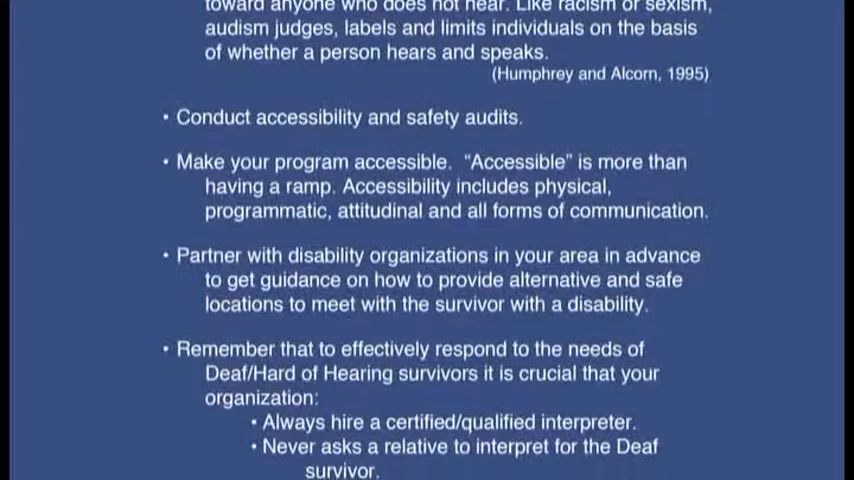 toward anyone who does not hear. Like racism or sexism,
audism judges, labels and limits individuals on the basis
of whether a person hears and speaks.
(Humphrey and Alcorn, 1995)
• Conduct accessibility and safety audits.
• Make your program accessible. “Accessible” is more than
having a ramp. Accessibility includes physical,
programmatic, attitudinal and all forms of communication.
• Partner with disability organizations in your area in advance
to get guidance on how to provide alternative and safe
locations to meet with the survivor with a disability.
• Remember that to effectively respond to the needs of
Deaf/Hard of Hearing survivors it is crucial that your
organization:
• Always hire a certified/qualified interpreter.
• Never asks a relative to interpret for the Deaf
survivor.